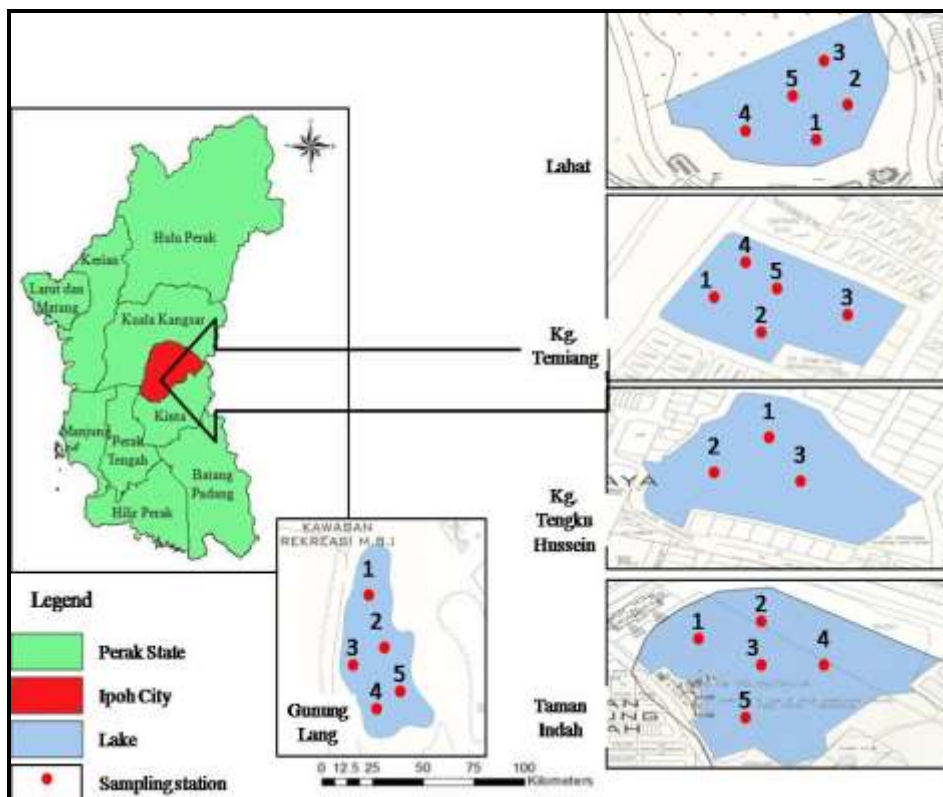 Hulu Perak
Kerian
Larut dan
Matang
Kuala Kangsar
Kinta
Manjung
Perak
Tengah
Batang
Padang
Hilir Perak
Legend
Perak State
Ipoh City
Lake
Sampling station
KAWASAN
REKREASI M.B.I
1
2
3
5
4
Gunung
Lang
0 12.5 25 50 75 100
Kilometers
3
5
2
4
1
Lahat
4
1
5
3
2
Kg.
Temiang
1
2
3
AYA
Kg.
Tengku
Hussein
2
1
3
4
5
Taman
Indah